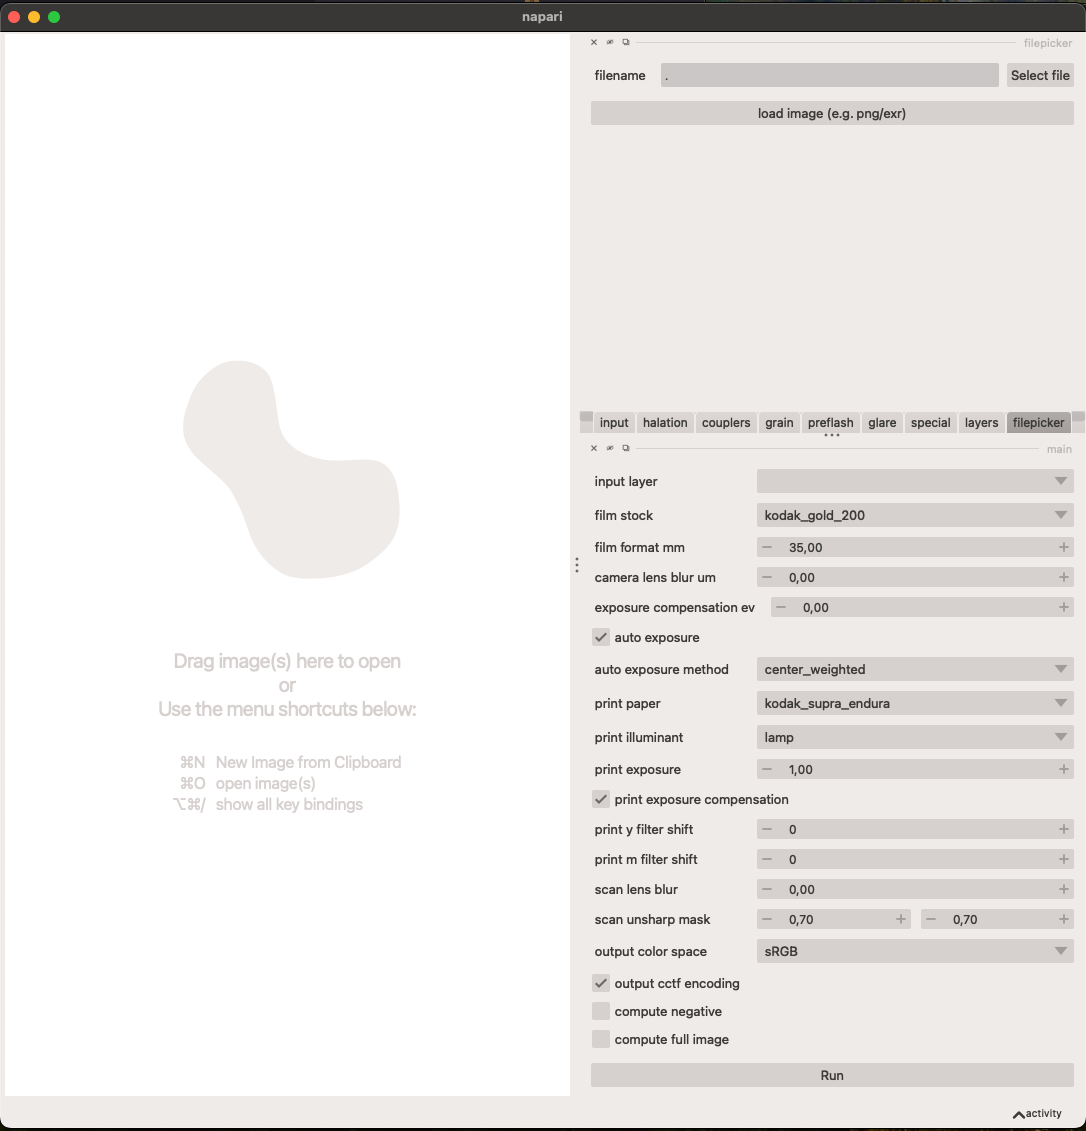 napari
filepicker
filename . Select file
load image (e.g. png/exr)
input halation couplers grain preflash glare special layers filepicker
main
input layer
film stock kodak_gold_200
film format mm − 35,00 +
camera lens blur um − 0,00 +
exposure compensation ev − 0,00 +
auto exposure
auto exposure method center_weighted
print paper kodak_supra_endura
print illuminant lamp
print exposure − 1,00 +
print exposure compensation
print y filter shift − 0 +
print m filter shift − 0 +
scan lens blur − 0,00 +
scan unsharp mask − 0,70 + − 0,70 +
output color space sRGB
output cctf encoding
compute negative
compute full image
Run
activity
Drag image(s) here to open
or
Use the menu shortcuts below:
⌘N New Image from Clipboard
⌘O open image(s)
⌥⌘/ show all key bindings